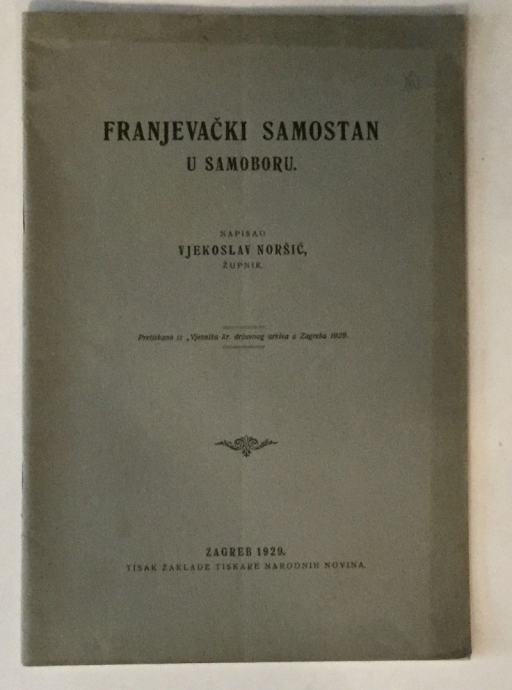 FRANJEVAČKI SAMOSTAN
U SAMOBORU.
NAPISAO
VJEKOSLAV NORŠIĆ,
ŽUPNIK.
Pretiskano iz „Vjesnika kr. državnog arkiva u Zagrebu 1929.
ZAGREB 1929.
TISAK ZAKLADE TISKARE NARODNIH NOVINA.